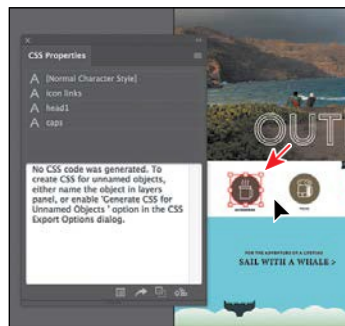 CSS Properties
A [Normal Character Style]
A icon links
A head1
A caps
No CSS code was generated. To
create CSS for unnamed objects,
either name the object in layers
panel, or enable 'Generate CSS for
Unnamed Objects ' option in the CSS
Export Options dialog.
OUT
FOR THE ADVENTURE OF A LIFETIME
SAIL WITH A WHALE >